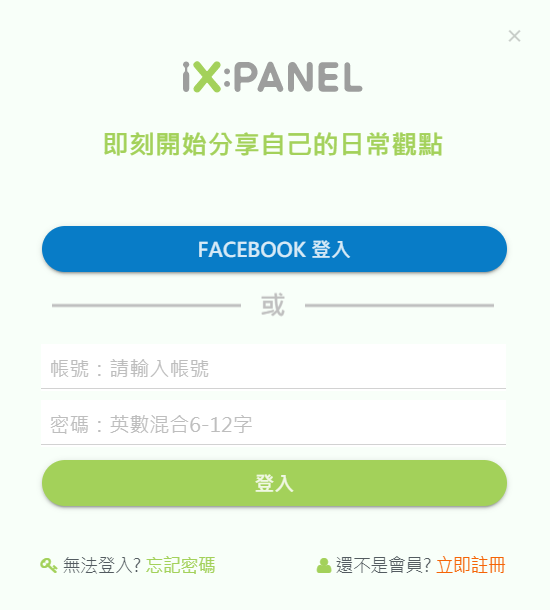 iX:PANEL
即刻開始分享自己的日常觀點
FACEBOOK 登入
或
帳號：請輸入帳號
密碼：英數混合6-12字
登入
無法登入? 忘記密碼
還不是會員? 立即註冊